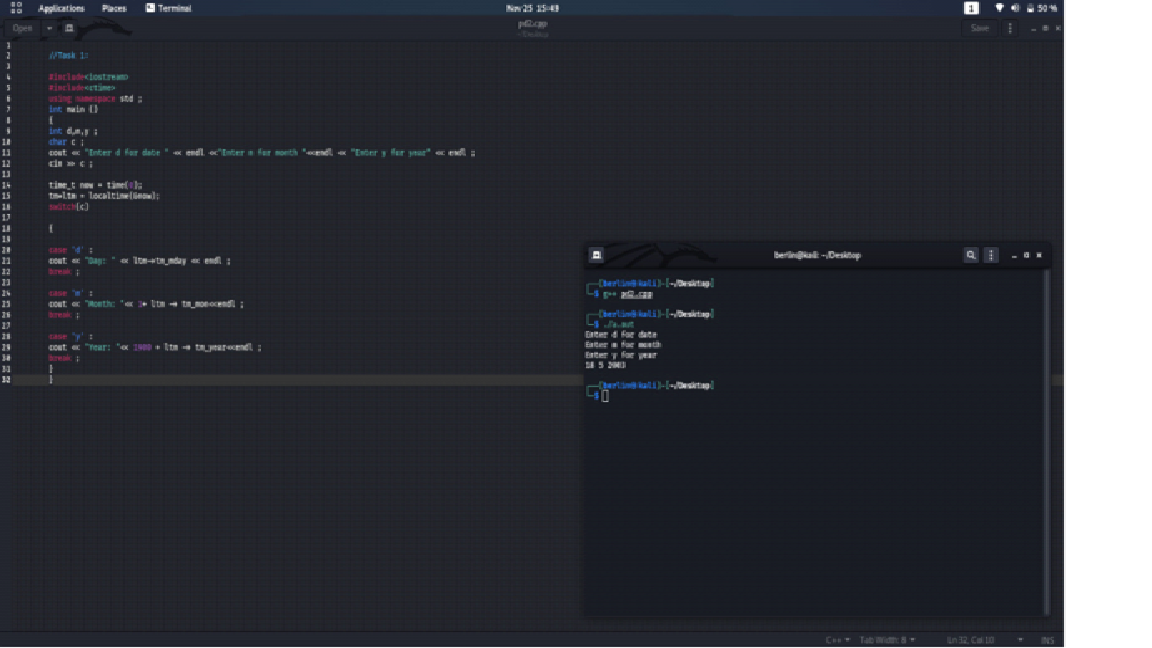 Applications Places Terminal Nov 25 15:43 1 50 %
Open pd2.cpp Save
~/Desktop
1
2 //Task 1:
3
4 #include<iostream>
5 #include<ctime>
6 using namespace std ;
7 int main ()
8 {
9 int d,m,y ;
10 char c ;
11 cout << "Enter d for date " << endl <<"Enter m for month "<<endl << "Enter y for year" << endl ;
12 cin >> c ;
13
14 time_t now = time(0);
15 tm*ltm = localtime(&now);
16 switch(c)
17
18 {
19
20 case 'd' :
21 cout << "Day: " << ltm->tm_mday << endl ;
22 break ;
23
24 case 'm' :
25 cout << "Month: "<< 1+ ltm -> tm_mon<<endl ;
26 break ;
27
28 case 'y' :
29 cout << "Year: "<< 1900 + ltm -> tm_year<<endl ;
30 break ;
31 }
32 }
berlin@kali: ~/Desktop
(berlin㉿kali)-[~/Desktop]
$ g++ pd2.cpp
(berlin㉿kali)-[~/Desktop]
$ ./a.out
Enter d for date
Enter m for month
Enter y for year
18 5 2003
(berlin㉿kali)-[~/Desktop]
$
C++ Tab Width: 8 Ln 32, Col 10 INS